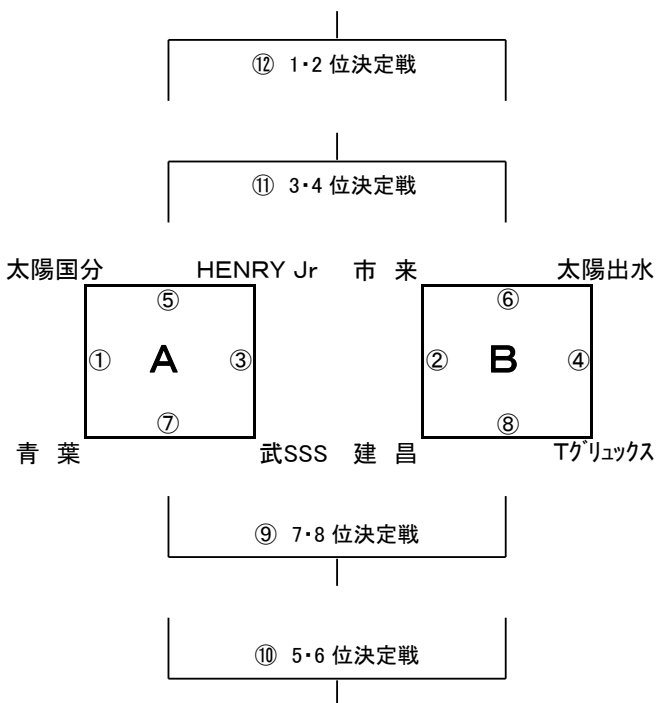 ⑫ 1・2 位決定戦
⑪ 3・4 位決定戦
太陽国分 HENRY Jr 市 来 太陽出水
⑤ ⑥
① A ③ ② B ④
⑦ ⑧
青 葉 武SSS 建 昌 Tグリュックス
⑨ 7・8 位決定戦
⑩ 5・6 位決定戦